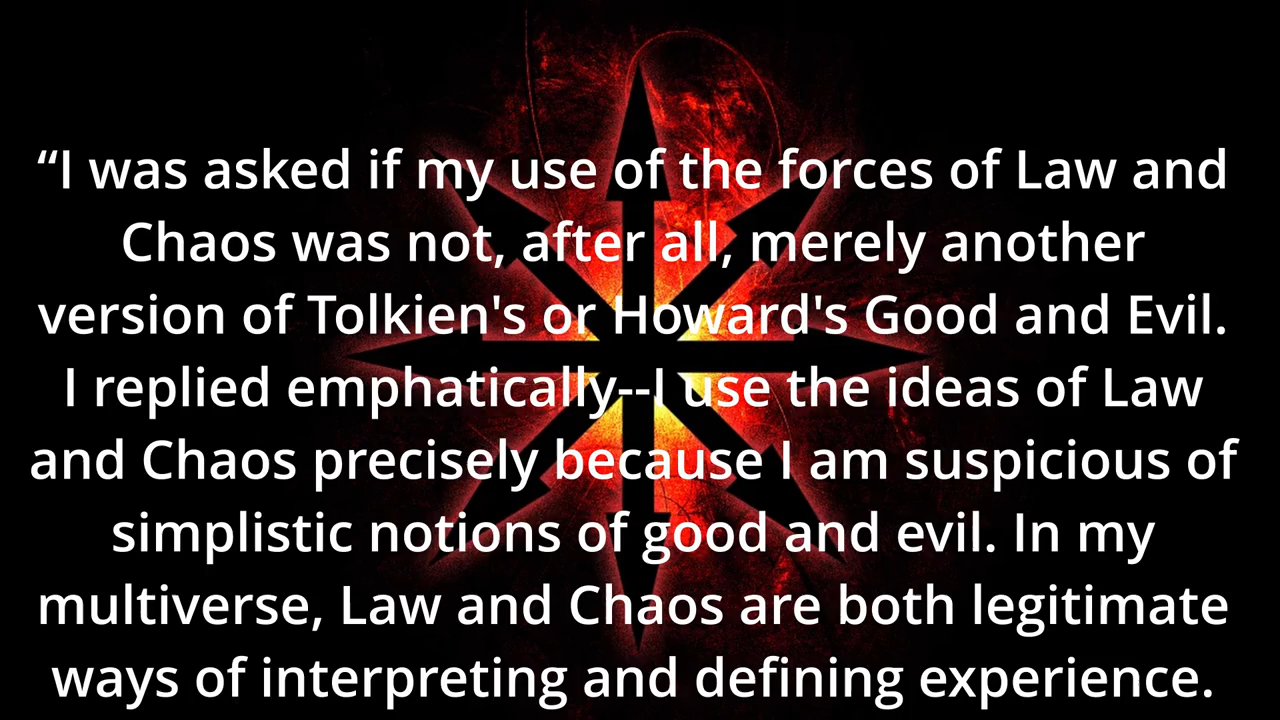 “I was asked if my use of the forces of Law and
Chaos was not, after all, merely another
version of Tolkien's or Howard's Good and Evil.
I replied emphatically--I use the ideas of Law
and Chaos precisely because I am suspicious of
simplistic notions of good and evil. In my
multiverse, Law and Chaos are both legitimate
ways of interpreting and defining experience.